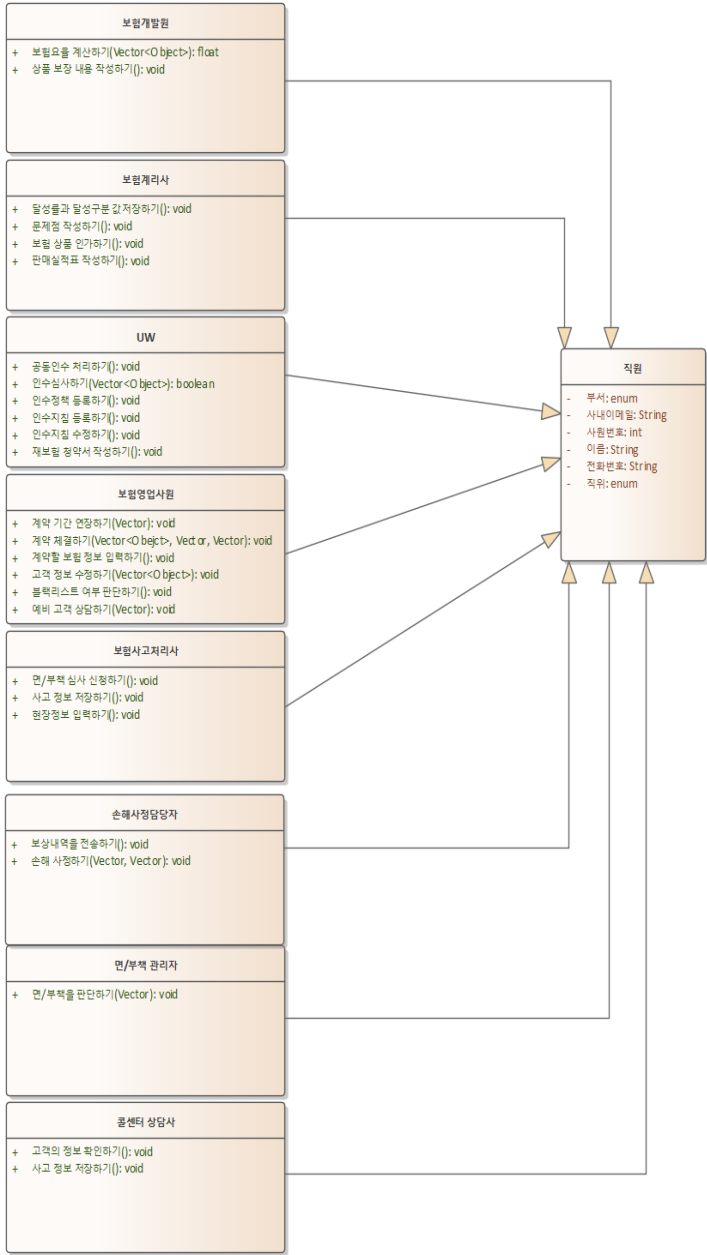 보험개발원
+ 보험요율 계산하기(Vector<Object>): float
+ 상품 보장 내용 작성하기(): void
보험계리사
+ 달성률과 달성구분 값 저장하기(): void
+ 문제점 작성하기(): void
+ 보험 상품 인가하기(): void
+ 판매실적표 작성하기(): void
UW
+ 공동인수 처리하기(): void
+ 인수심사하기(Vector<Object>): boolean
+ 인수정책 등록하기(): void
+ 인수지침 등록하기(): void
+ 인수지침 수정하기(): void
+ 재보험 청약서 작성하기(): void
직원
- 부서: enum
- 사내이메일: String
- 사원번호: int
- 이름: String
- 전화번호: String
- 직위: enum
보험영업사원
+ 계약 기간 연장하기(Vector): void
+ 계약 체결하기(Vector<Obejct>, Vector, Vector): void
+ 계약할 보험 정보 입력하기(): void
+ 고객 정보 수정하기(Vector<Object>): void
+ 블랙리스트 여부 판단하기(): void
+ 예비 고객 상담하기(Vector): void
보험사고처리사
+ 면/부책 심사 신청하기(): void
+ 사고 정보 저장하기(): void
+ 현장정보 입력하기(): void
손해사정담당자
+ 보상내역을 전송하기(): void
+ 손해 사정하기(Vector, Vector): void
면/부책 관리자
+ 면/부책을 판단하기(Vector): void
콜센터 상담사
+ 고객의 정보 확인하기(): void
+ 사고 정보 저장하기(): void